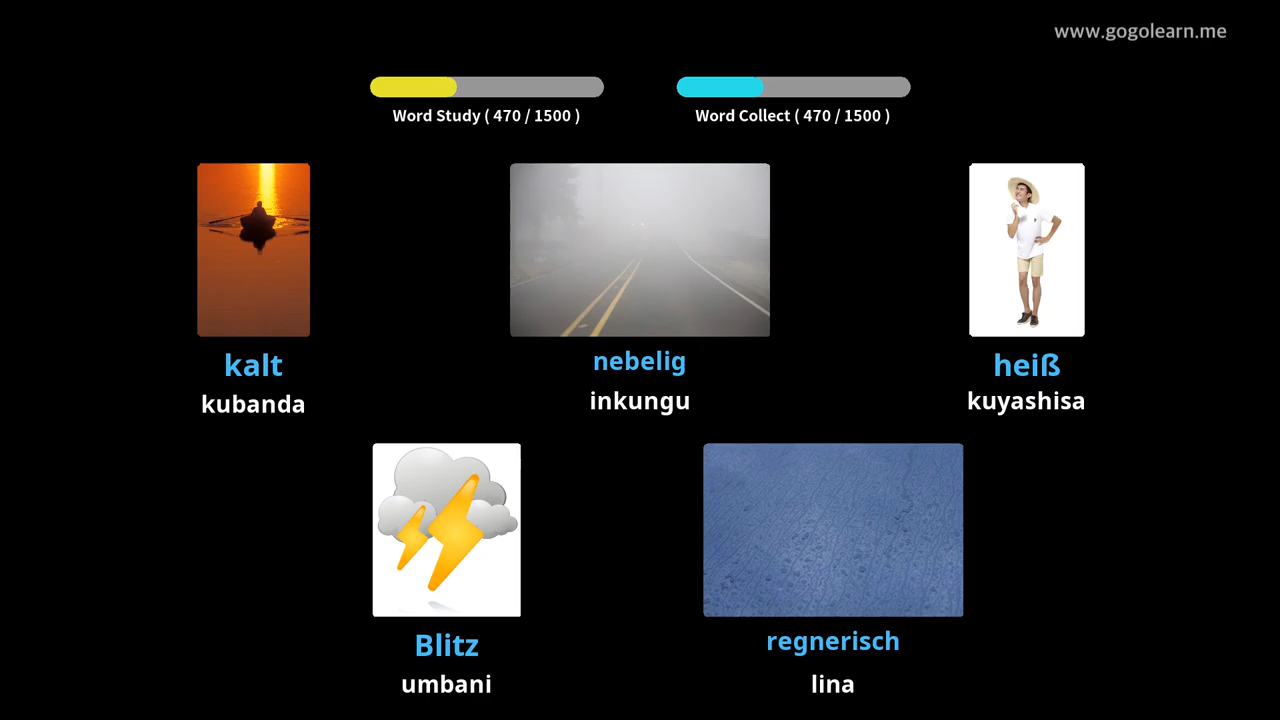 www.gogolearn.me
Word Study ( 470 / 1500 )
Word Collect ( 470 / 1500 )
kalt
kubanda
nebelig
inkungu
heiß
kuyashisa
Blitz
umbani
regnerisch
lina